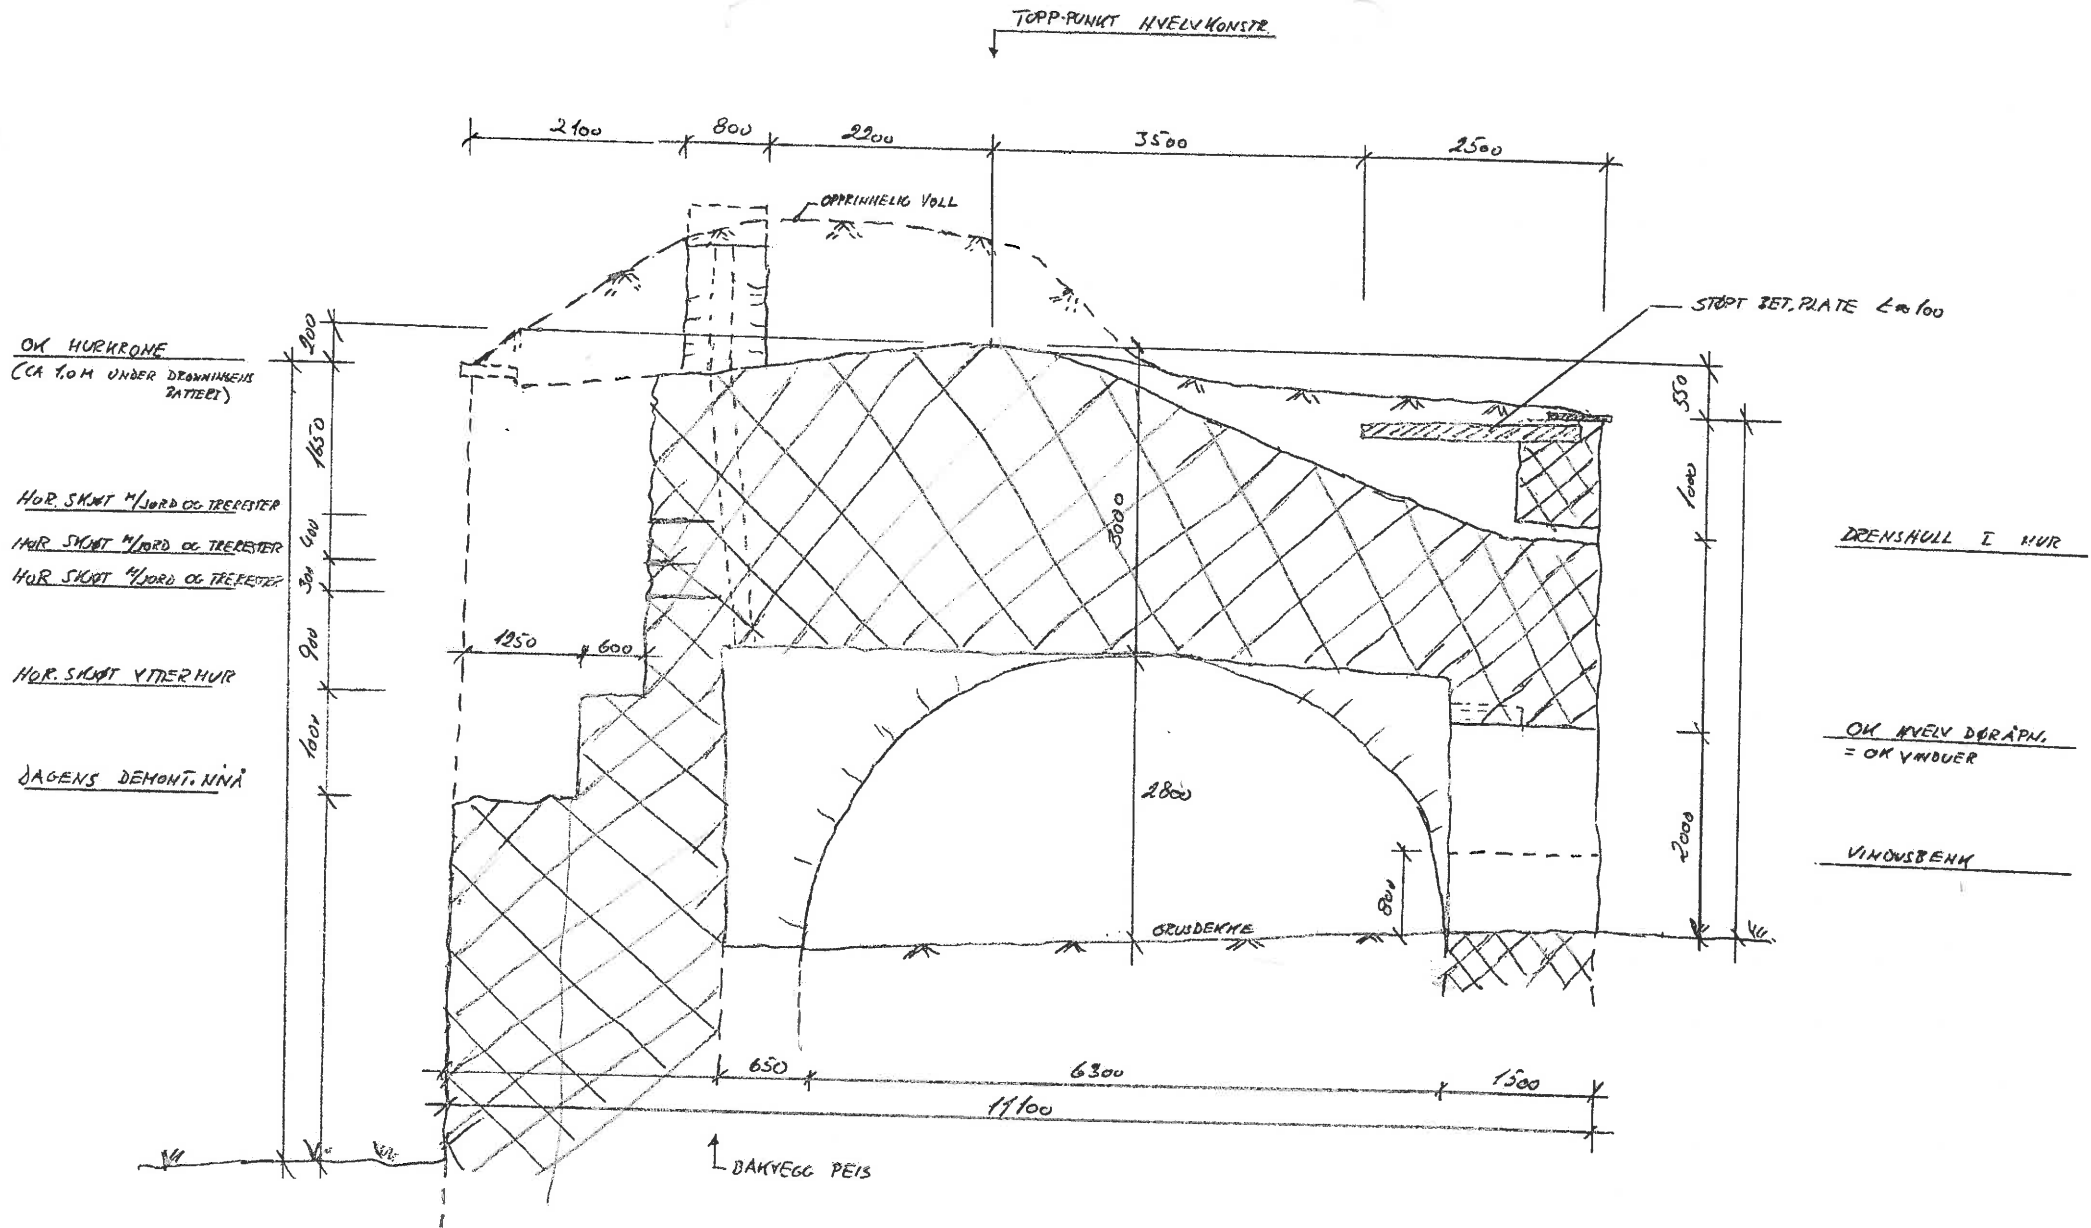 TOPP-PUNKT HVELVKONSTR.
2100 800 2200 3500 2500
OPPRINNELIG VOLL
STØPT BET. PLATE t=100
200
OK MURKRONE
(CA 1.0 M UNDER DRONNINGENS
BATTERI)
550
1650
1000
HOR. SKJØT M/JORD OG TRERESTER
400
3000
HOR SKJØT M/JORD OG TRERESTER
DRENSHULL I MUR
HOR SKJØT M/JORD OG TRERESTER
300
900
1250 600
HOR. SKJØT YTTERMUR
1000
OK HVELV DØRÅPN.
= OK VINDUER
DAGENS DEMONT. NIVÅ
2800
2000
VINDUSBENK
800
GRUSDEKKE
650 6300 1500
11100
BAKVEGG PEIS